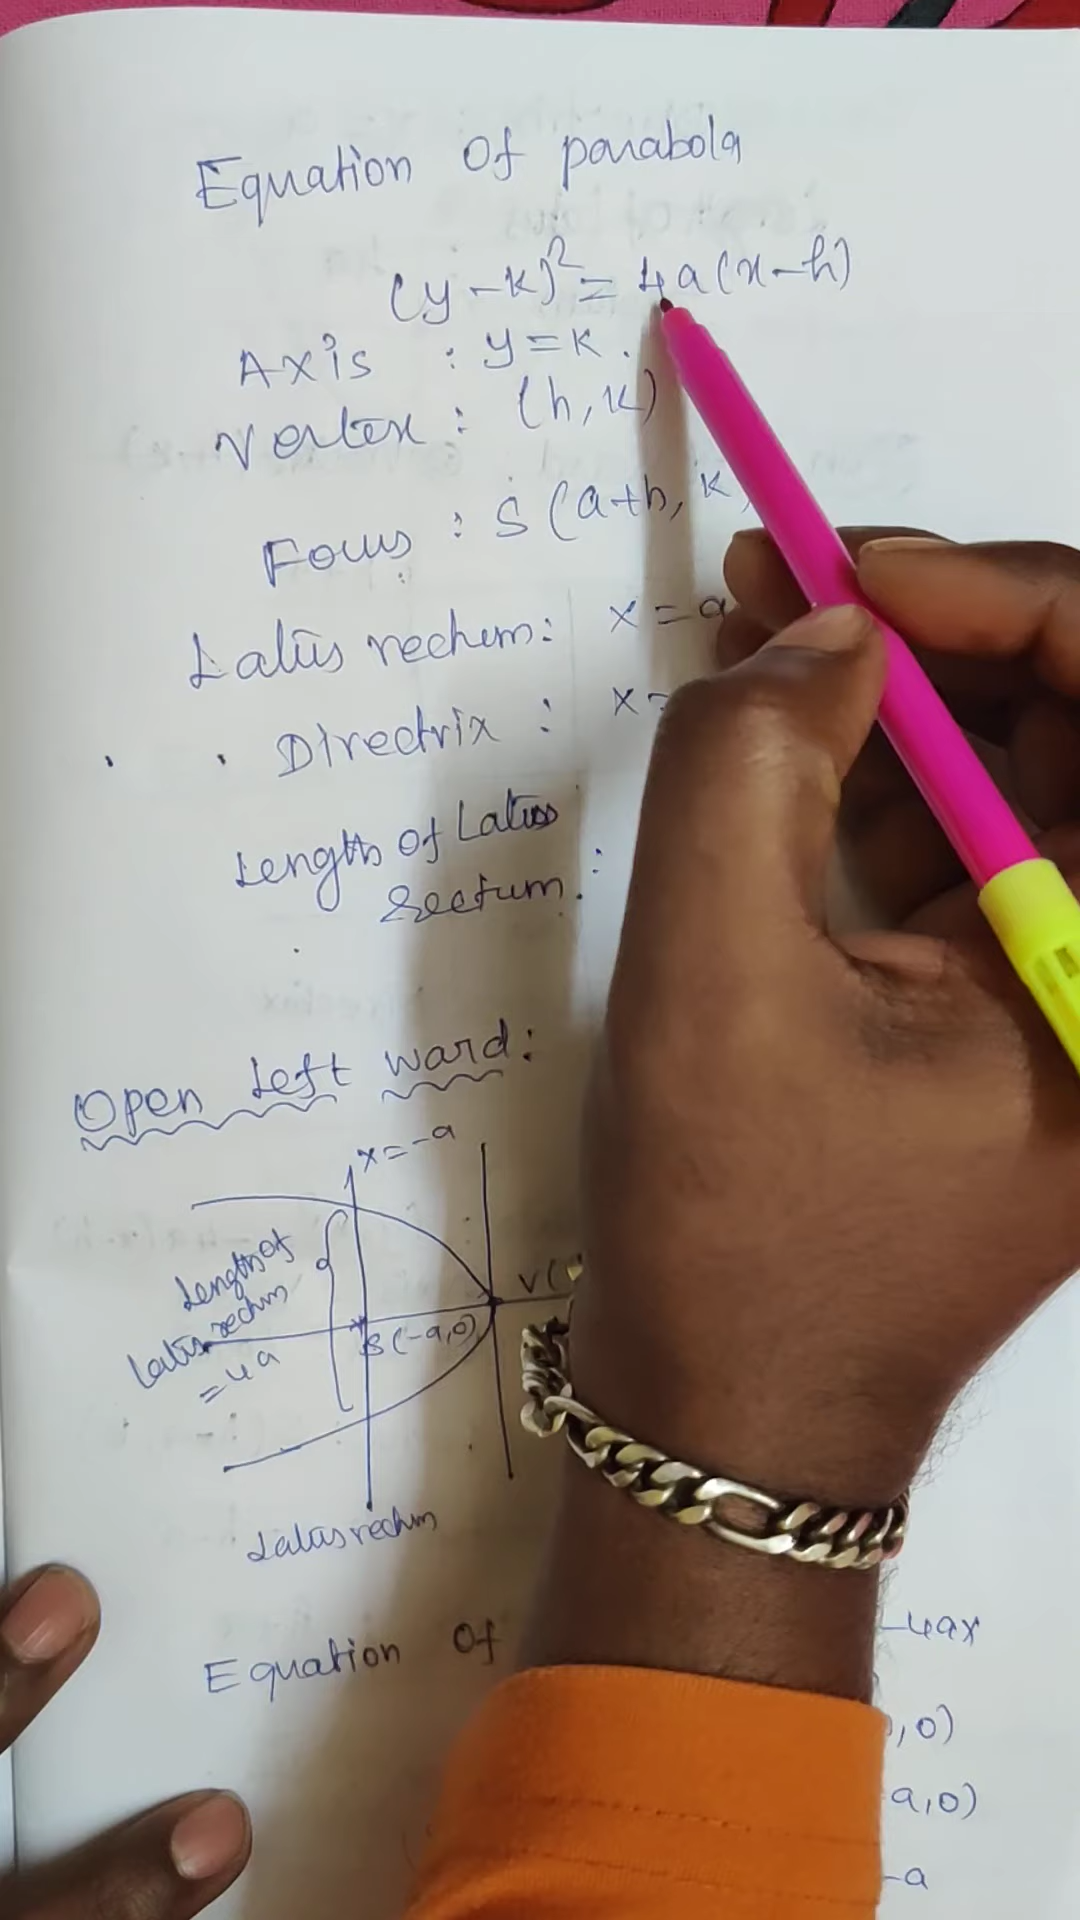 Equation Of parabola
(y-k)² = 4a(x-h)
Axis : y=k.
Vertex : (h,k)
Focus : S(a+h, k
Latus rectum: x=a
Directrix : x=
Length of Latus
rectum :
Open Left ward:
x=-a
Length of
Latus rectum
=4a
S(-a,0)
V(
Latus rectum
Equation Of
-4ax
,0)
a,0)
-a